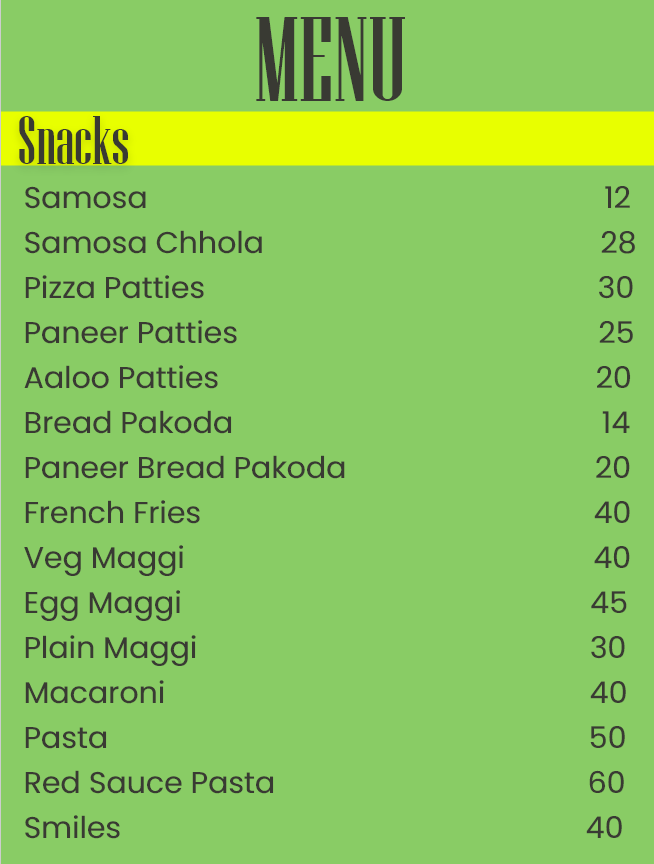 MENU
Snacks
Samosa 12
Samosa Chhola 28
Pizza Patties 30
Paneer Patties 25
Aaloo Patties 20
Bread Pakoda 14
Paneer Bread Pakoda 20
French Fries 40
Veg Maggi 40
Egg Maggi 45
Plain Maggi 30
Macaroni 40
Pasta 50
Red Sauce Pasta 60
Smiles 40